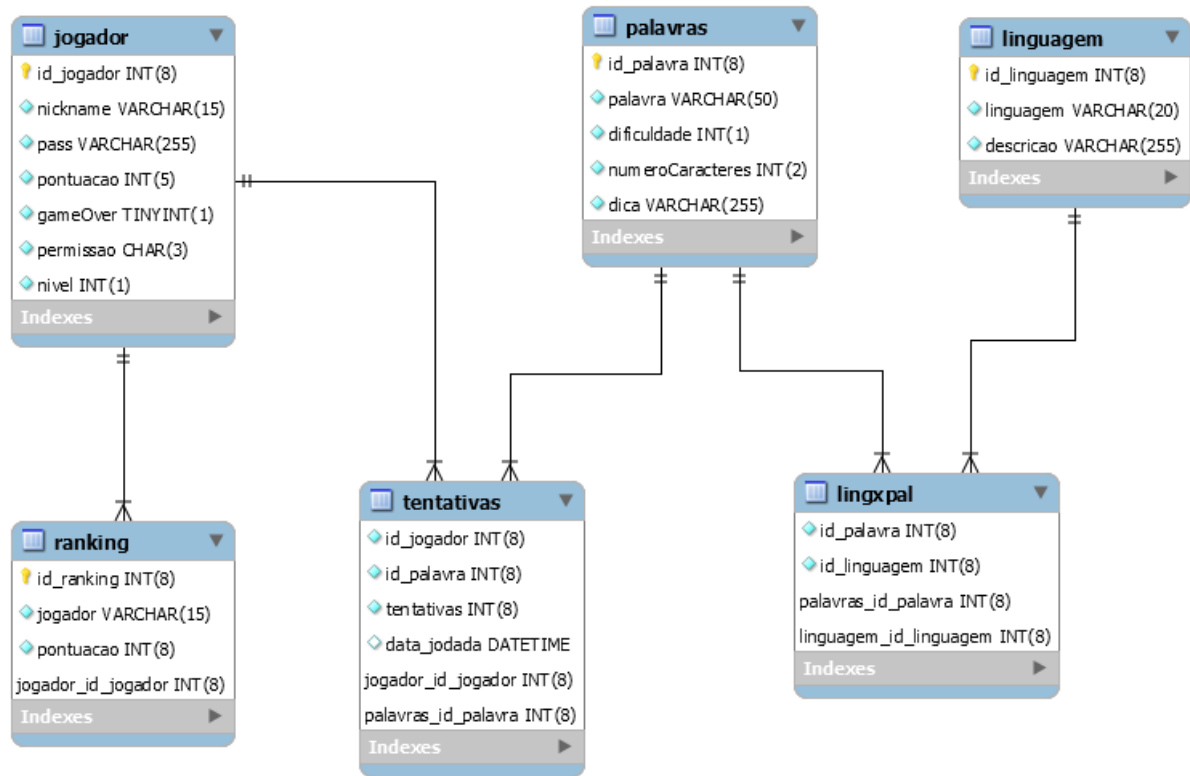 jogador
id_jogador INT(8)
nickname VARCHAR(15)
pass VARCHAR(255)
pontuacao INT(5)
gameOver TINYINT(1)
permissao CHAR(3)
nivel INT(1)
Indexes
palavras
id_palavra INT(8)
palavra VARCHAR(50)
dificuldade INT(1)
numeroCaracteres INT(2)
dica VARCHAR(255)
Indexes
linguagem
id_linguagem INT(8)
linguagem VARCHAR(20)
descricao VARCHAR(255)
Indexes
ranking
id_ranking INT(8)
jogador VARCHAR(15)
pontuacao INT(8)
jogador_id_jogador INT(8)
Indexes
tentativas
id_jogador INT(8)
id_palavra INT(8)
tentativas INT(8)
data_jodada DATETIME
jogador_id_jogador INT(8)
palavras_id_palavra INT(8)
Indexes
lingxpal
id_palavra INT(8)
id_linguagem INT(8)
palavras_id_palavra INT(8)
linguagem_id_linguagem INT(8)
Indexes